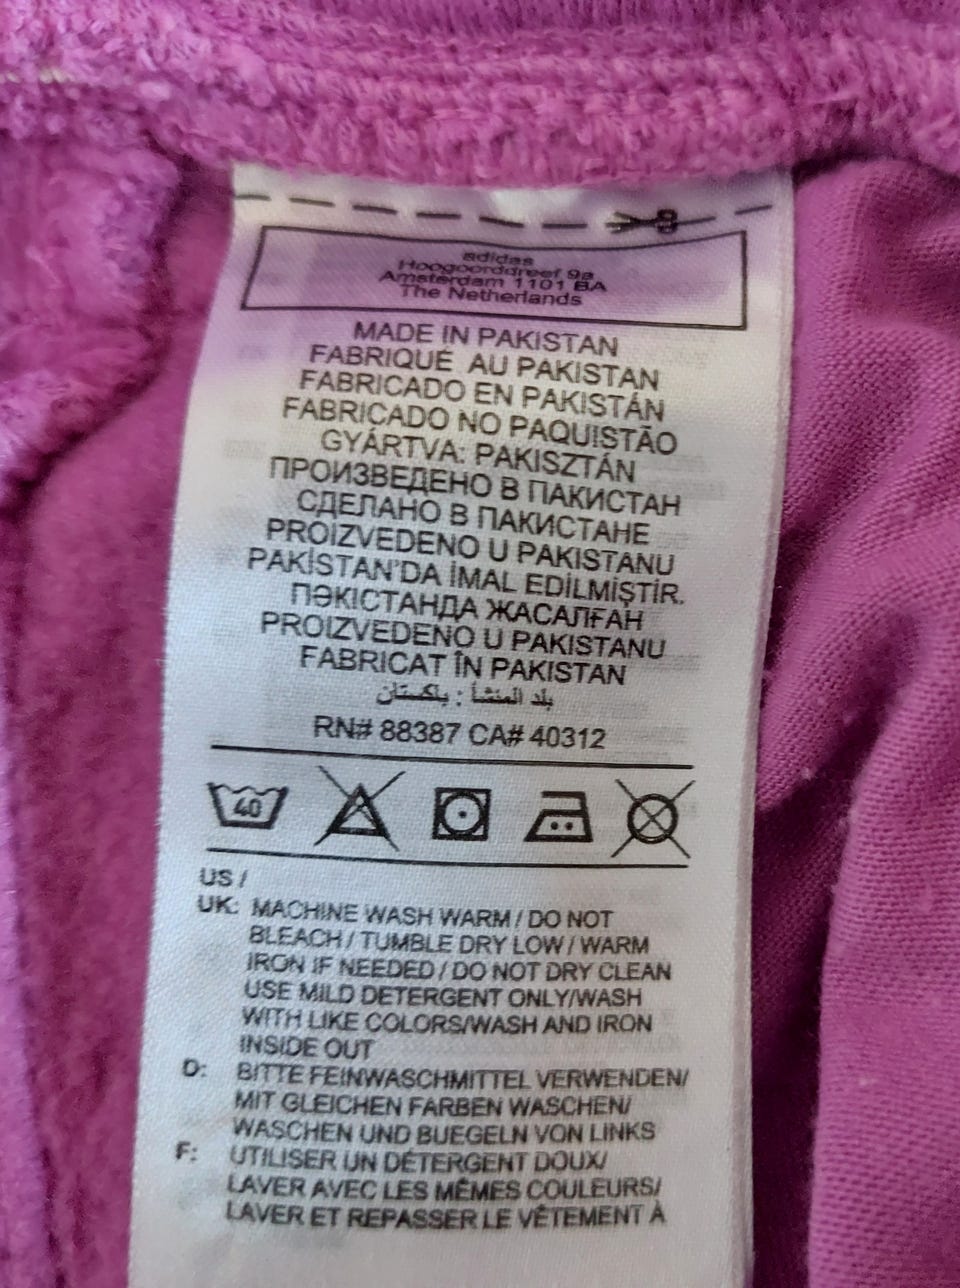 adidas
Hoogoorddreef 9a
Amsterdam 1101 BA
The Netherlands
MADE IN PAKISTAN
FABRIQUÉ AU PAKISTAN
FABRICADO EN PAKISTÁN
FABRICADO NO PAQUISTÃO
GYÁRTVA: PAKISZTÁN
ПРОИЗВЕДЕНО В ПАКИСТАН
СДЕЛАНО В ПАКИСТАНЕ
PROIZVEDENO U PAKISTANU
PAKİSTAN'DA İMAL EDİLMİŞTİR.
ПӘКІСТАНДА ЖАСАЛҒАН
PROIZVEDENO U PAKISTANU
FABRICAT ÎN PAKISTAN
بلد المنشأ : باكستان
RN# 88387 CA# 40312
40
US /
UK: MACHINE WASH WARM / DO NOT
BLEACH / TUMBLE DRY LOW / WARM
IRON IF NEEDED / DO NOT DRY CLEAN
USE MILD DETERGENT ONLY/WASH
WITH LIKE COLORS/WASH AND IRON
INSIDE OUT
D: BITTE FEINWASCHMITTEL VERWENDEN/
MIT GLEICHEN FARBEN WASCHEN/
WASCHEN UND BUEGELN VON LINKS
F: UTILISER UN DÉTERGENT DOUX/
LAVER AVEC LES MÊMES COULEURS/
LAVER ET REPASSER LE VÊTEMENT À